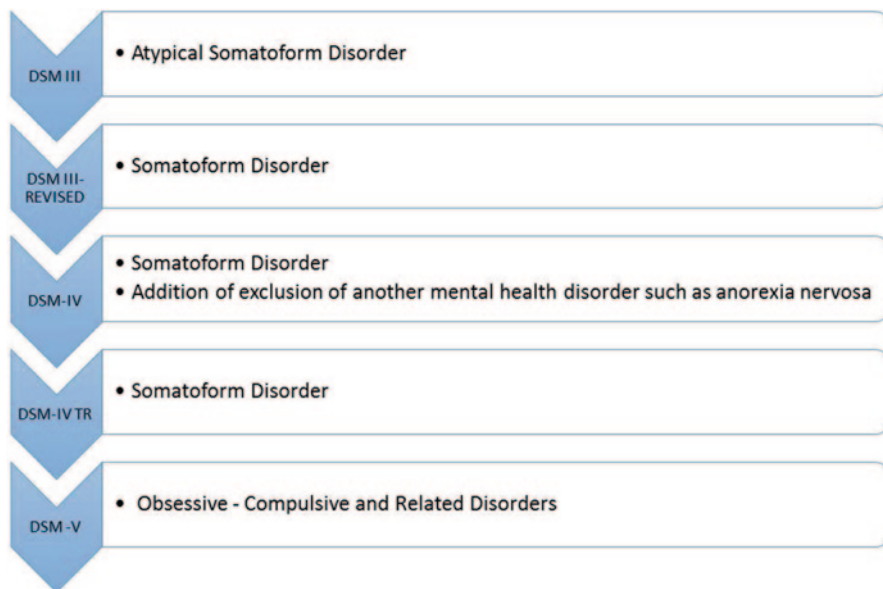 DSM III
• Atypical Somatoform Disorder
DSM III-
REVISED
• Somatoform Disorder
DSM-IV
• Somatoform Disorder
• Addition of exclusion of another mental health disorder such as anorexia nervosa
DSM-IV TR
• Somatoform Disorder
DSM -V
• Obsessive - Compulsive and Related Disorders